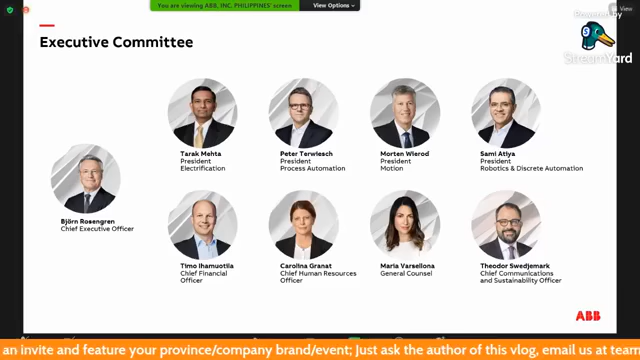 You are viewing ABB, INC. PHILIPPINES' screen
View Options
View
Powered by
StreamYard
Executive Committee
Tarak Mehta
President
Electrification
Peter Terwiesch
President
Process Automation
Morten Wierod
President
Motion
Sami Atiya
President
Robotics & Discrete Automation
Björn Rosengren
Chief Executive Officer
Timo Ihamuotila
Chief Financial
Officer
Carolina Granat
Chief Human Resources
Officer
Maria Varsellona
General Counsel
Theodor Swedjemark
Chief Communications
and Sustainability Officer
ABB
an invite and feature your province/company brand/event; Just ask the author of this vlog, email us at team